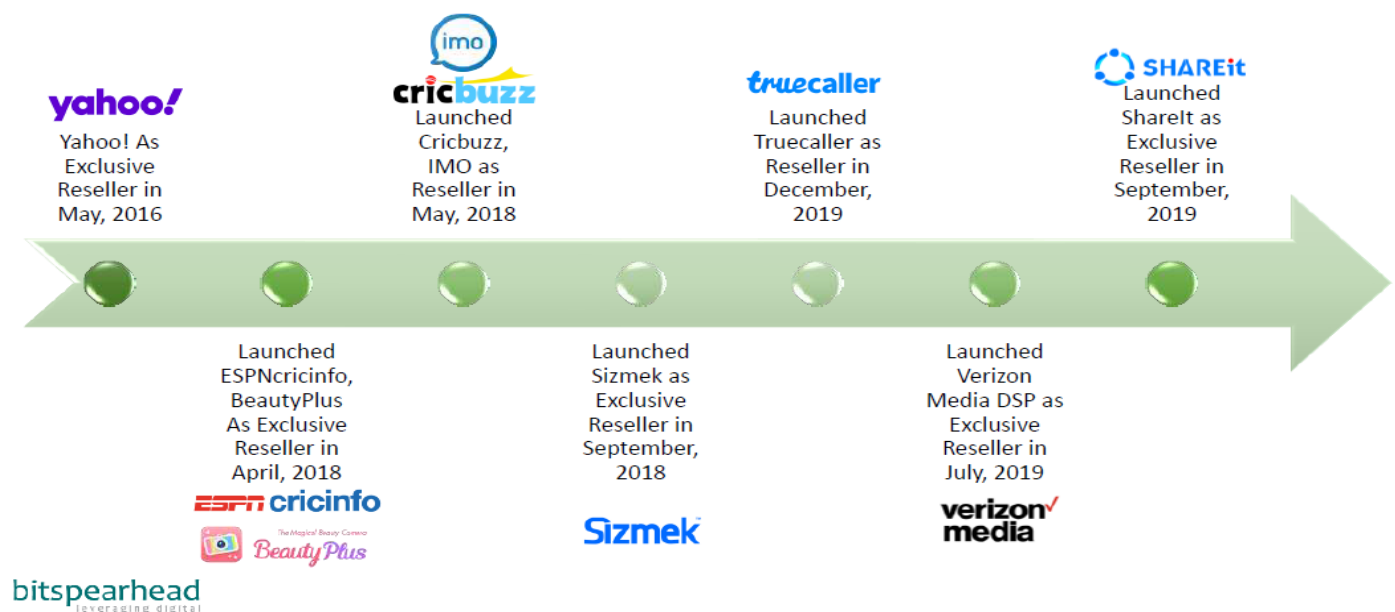 yahoo!
Yahoo! As
Exclusive
Reseller in
May, 2016
imo
cricbuzz
Launched
Cricbuzz,
IMO as
Reseller in
May, 2018
truecaller
Launched
Truecaller as
Reseller in
December,
2019
SHAREit
Launched
ShareIt as
Exclusive
Reseller in
September,
2019
Launched
ESPNcricinfo,
BeautyPlus
As Exclusive
Reseller in
April, 2018
ESPN cricinfo
The Magical Beauty Camera
BeautyPlus
Launched
Sizmek as
Exclusive
Reseller in
September,
2018
Sizmek
Launched
Verizon
Media DSP as
Exclusive
Reseller in
July, 2019
verizon
media
bitspearhead
leveraging digital